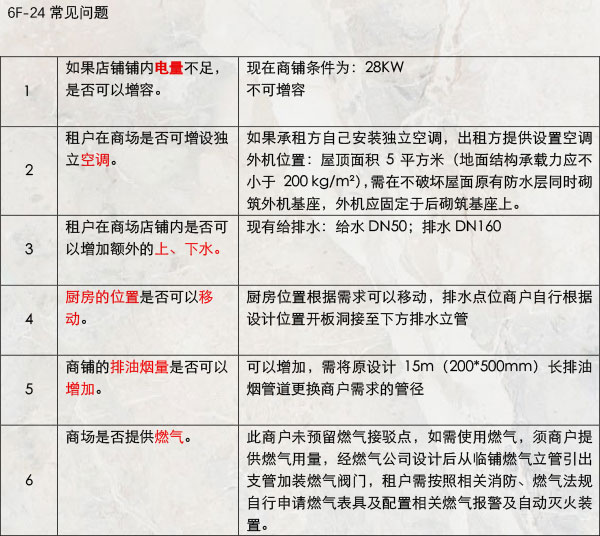 6F-24 常见问题
1
如果店铺铺内电量不足，
是否可以增容。
现在商铺条件为：28KW
不可增容
2
租户在商场是否可增设独
立空调。
如果承租方自己安装独立空调，出租方提供设置空调
外机位置：屋顶面积 5 平方米（地面结构承载力应不
小于 200 kg/m²），需在不破坏屋面原有防水层同时砌
筑外机基座，外机应固定于后砌筑基座上。
3
租户在商场店铺内是否可
以增加额外的上、下水。
现有给排水：给水 DN50；排水 DN160
4
厨房的位置是否可以移
动。
厨房位置根据需求可以移动，排水点位商户自行根据
设计位置开板洞接至下方排水立管
5
商铺的排油烟量是否可以
增加。
可以增加，需将原设计 15m（200*500mm）长排油
烟管道更换商户需求的管径
6
商场是否提供燃气。
此商户未预留燃气接驳点，如需使用燃气，须商户提
供燃气用量，经燃气公司设计后从临铺燃气立管引出
支管加装燃气阀门，租户需按照相关消防、燃气法规
自行申请燃气表具及配置相关燃气报警及自动灭火装
置。